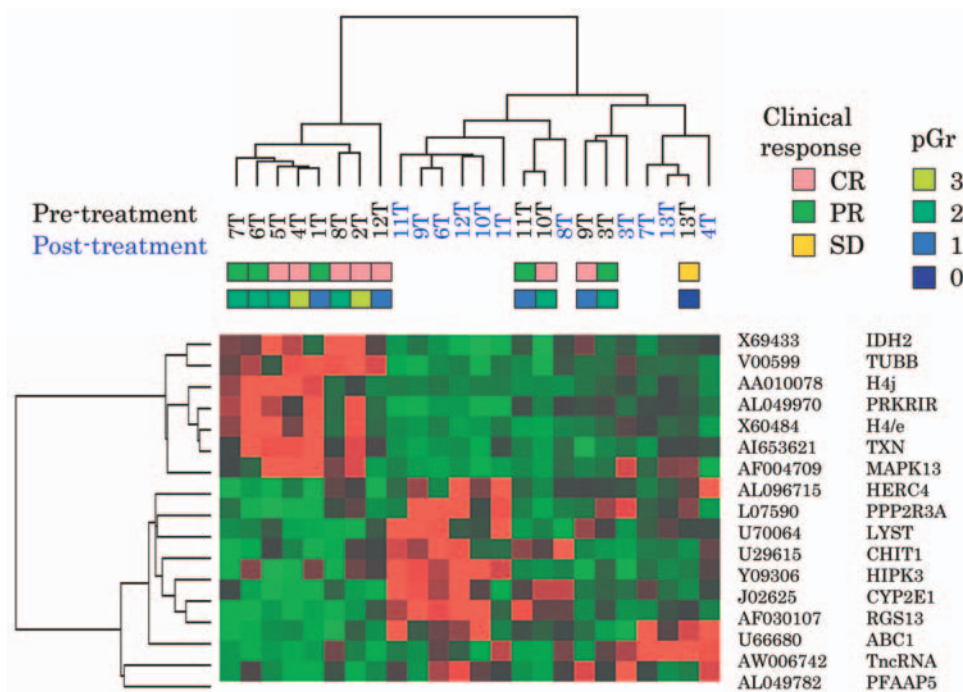 Clinical
response
pGr
CR
3
PR
2
SD
1
0
Pre-treatment
Post-treatment
7T 6T 5T 4T 1T 8T 2T 12T 11T 9T 6T 12T 10T 1T 11T 10T 8T 9T 3T 3T 7T 13T 13T 4T
X69433 IDH2
V00599 TUBB
AA010078 H4j
AL049970 PRKRIR
X60484 H4/e
AI653621 TXN
AF004709 MAPK13
AL096715 HERC4
L07590 PPP2R3A
U70064 LYST
U29615 CHIT1
Y09306 HIPK3
J02625 CYP2E1
AF030107 RGS13
U66680 ABC1
AW006742 TncRNA
AL049782 PFAAP5